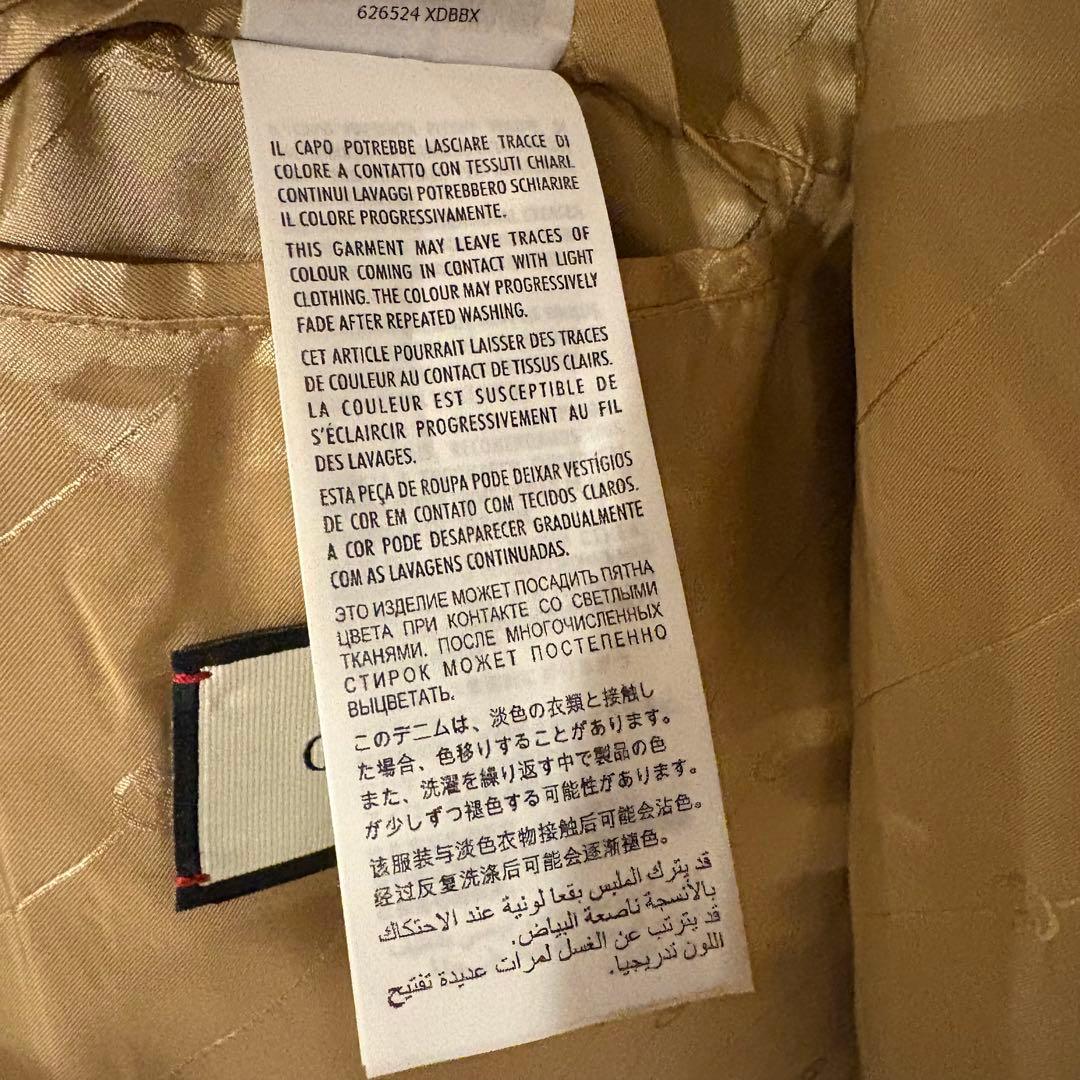 626524 XDBBX
IL CAPO POTREBBE LASCIARE TRACCE DI
COLORE A CONTATTO CON TESSUTI CHIARI.
CONTINUI LAVAGGI POTREBBERO SCHIARIRE
IL COLORE PROGRESSIVAMENTE.
THIS GARMENT MAY LEAVE TRACES OF
COLOUR COMING IN CONTACT WITH LIGHT
CLOTHING. THE COLOUR MAY PROGRESSIVELY
FADE AFTER REPEATED WASHING.
CET ARTICLE POURRAIT LAISSER DES TRACES
DE COULEUR AU CONTACT DE TISSUS CLAIRS.
LA COULEUR EST SUSCEPTIBLE DE
S'ÉCLAIRCIR PROGRESSIVEMENT AU FIL
DES LAVAGES.
ESTA PEÇA DE ROUPA PODE DEIXAR VESTÍGIOS
DE COR EM CONTATO COM TECIDOS CLAROS.
A COR PODE DESAPARECER GRADUALMENTE
COM AS LAVAGENS CONTINUADAS.
ЭТО ИЗДЕЛИЕ МОЖЕТ ПОСАДИТЬ ПЯТНА
ЦВЕТА ПРИ КОНТАКТЕ СО СВЕТЛЫМИ
ТКАНЯМИ. ПОСЛЕ МНОГОЧИСЛЕННЫХ
СТИРОК МОЖЕТ ПОСТЕПЕННО
ВЫЦВЕТАТЬ.
このデニムは、淡色の衣類と接触し
た場合、色移りすることがあります。
また、洗濯を繰り返す中で製品の色
が少しずつ褪色する可能性があります。
该服装与淡色衣物接触后可能会沾色。
经过反复洗涤后可能会逐渐褪色。
قد يترك الملبس بقعا لونية عند الاحتكاك
بالأنسجة ناصعة البياض.
قد يترتب عن الغسل لمرات عديدة تفتيح
اللون تدريجيا.